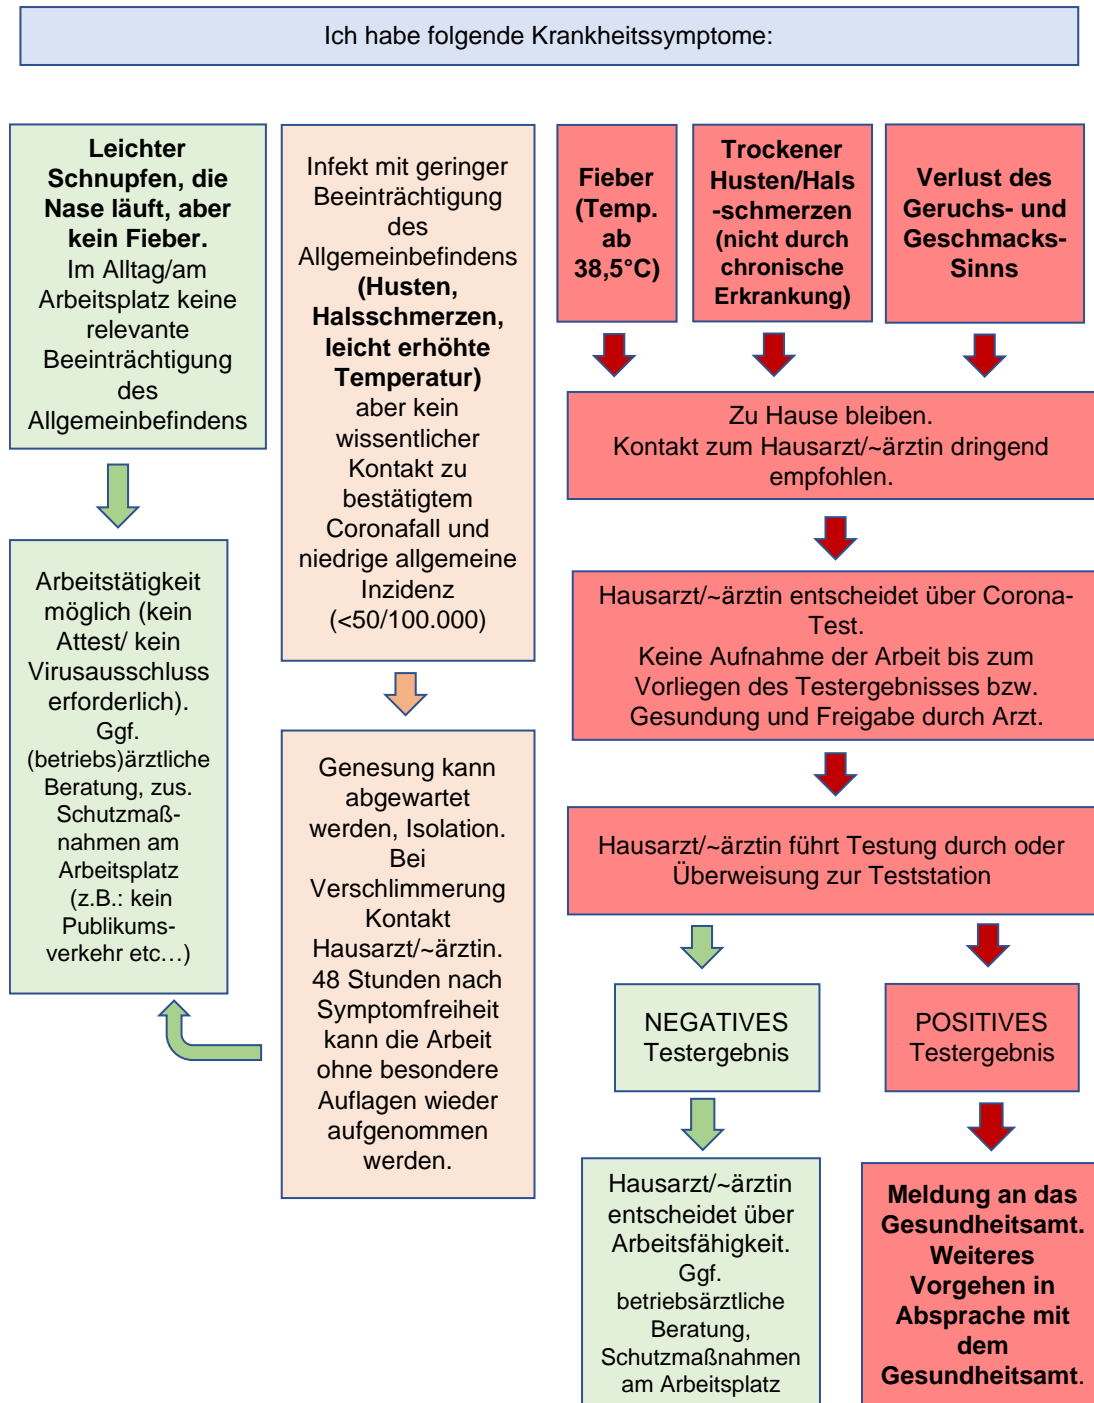 Ich habe folgende Krankheitssymptome:
Leichter
Schnupfen, die
Nase läuft, aber
kein Fieber.
Im Alltag/am
Arbeitsplatz keine
relevante
Beeinträchtigung
des
Allgemeinbefindens
Arbeitstätigkeit
möglich (kein
Attest/ kein
Virusausschluss
erforderlich).
Ggf.
(betriebs)ärztliche
Beratung, zus.
Schutzmaß-
nahmen am
Arbeitsplatz
(z.B.: kein
Publikums-
verkehr etc…)
Infekt mit geringer
Beeinträchtigung
des
Allgemeinbefindens
(Husten,
Halsschmerzen,
leicht erhöhte
Temperatur)
aber kein
wissentlicher
Kontakt zu
bestätigtem
Coronafall und
niedrige allgemeine
Inzidenz
(<50/100.000)
Genesung kann
abgewartet
werden, Isolation.
Bei
Verschlimmerung
Kontakt
Hausarzt/~ärztin.
48 Stunden nach
Symptomfreiheit
kann die Arbeit
ohne besondere
Auflagen wieder
aufgenommen
werden.
Fieber
(Temp.
ab
38,5°C)
Trockener
Husten/Hals
-schmerzen
(nicht durch
chronische
Erkrankung)
Verlust des
Geruchs- und
Geschmacks-
Sinns
Zu Hause bleiben.
Kontakt zum Hausarzt/~ärztin dringend
empfohlen.
Hausarzt/~ärztin entscheidet über Corona-
Test.
Keine Aufnahme der Arbeit bis zum
Vorliegen des Testergebnisses bzw.
Gesundung und Freigabe durch Arzt.
Hausarzt/~ärztin führt Testung durch oder
Überweisung zur Teststation
NEGATIVES
Testergebnis
Hausarzt/~ärztin
entscheidet über
Arbeitsfähigkeit.
Ggf.
betriebsärztliche
Beratung,
Schutzmaßnahmen
am Arbeitsplatz
POSITIVES
Testergebnis
Meldung an das
Gesundheitsamt.
Weiteres
Vorgehen in
Absprache mit
dem
Gesundheitsamt.